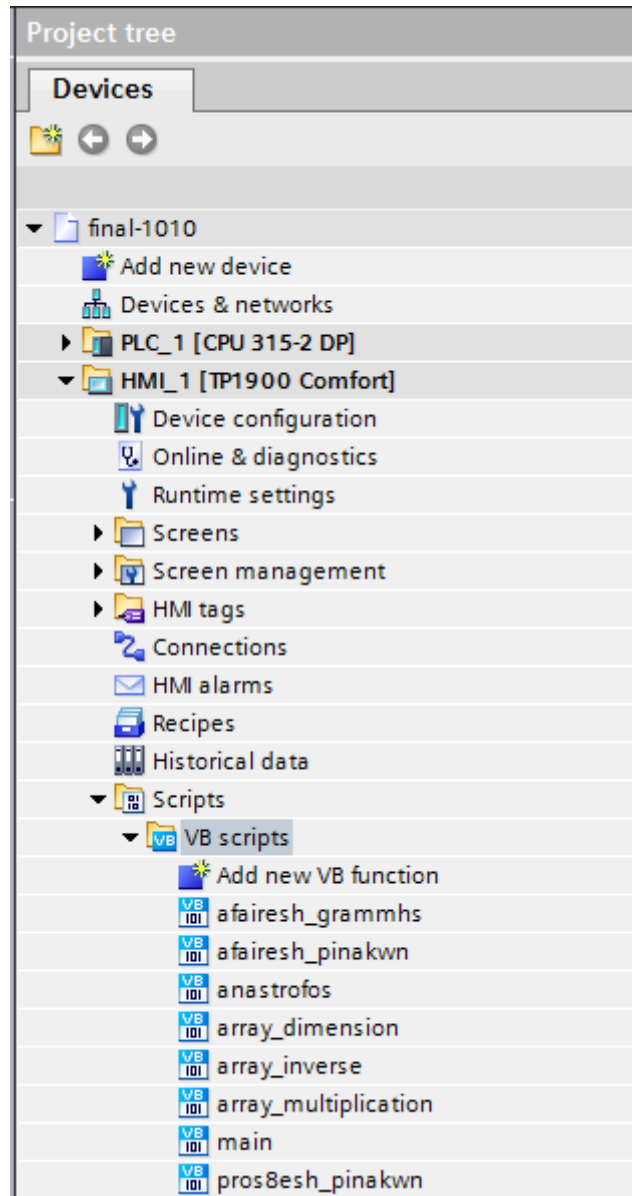 Project tree
Devices
final-1010
Add new device
Devices & networks
PLC_1 [CPU 315-2 DP]
HMI_1 [TP1900 Comfort]
Device configuration
Online & diagnostics
Runtime settings
Screens
Screen management
HMI tags
Connections
HMI alarms
Recipes
Historical data
Scripts
VB scripts
Add new VB function
afairesh_grammhs
afairesh_pinakwn
anastrofos
array_dimension
array_inverse
array_multiplication
main
pros8esh_pinakwn